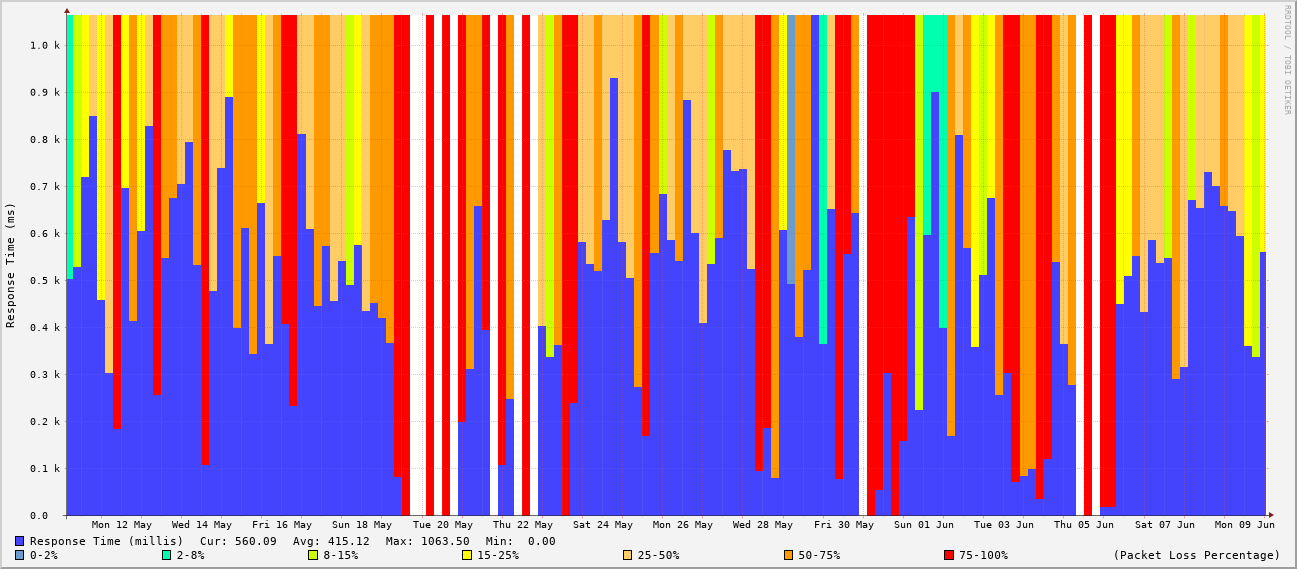 RRDTOOL / TOBI OETIKER
Response Time (ms)
1.0 k
0.9 k
0.8 k
0.7 k
0.6 k
0.5 k
0.4 k
0.3 k
0.2 k
0.1 k
0.0
Mon 12 May Wed 14 May Fri 16 May Sun 18 May Tue 20 May Thu 22 May Sat 24 May Mon 26 May Wed 28 May Fri 30 May Sun 01 Jun Tue 03 Jun Thu 05 Jun Sat 07 Jun Mon 09 Jun
Response Time (millis) Cur: 560.09 Avg: 415.12 Max: 1063.50 Min: 0.00
0-2% 2-8% 8-15% 15-25% 25-50% 50-75% 75-100% (Packet Loss Percentage)